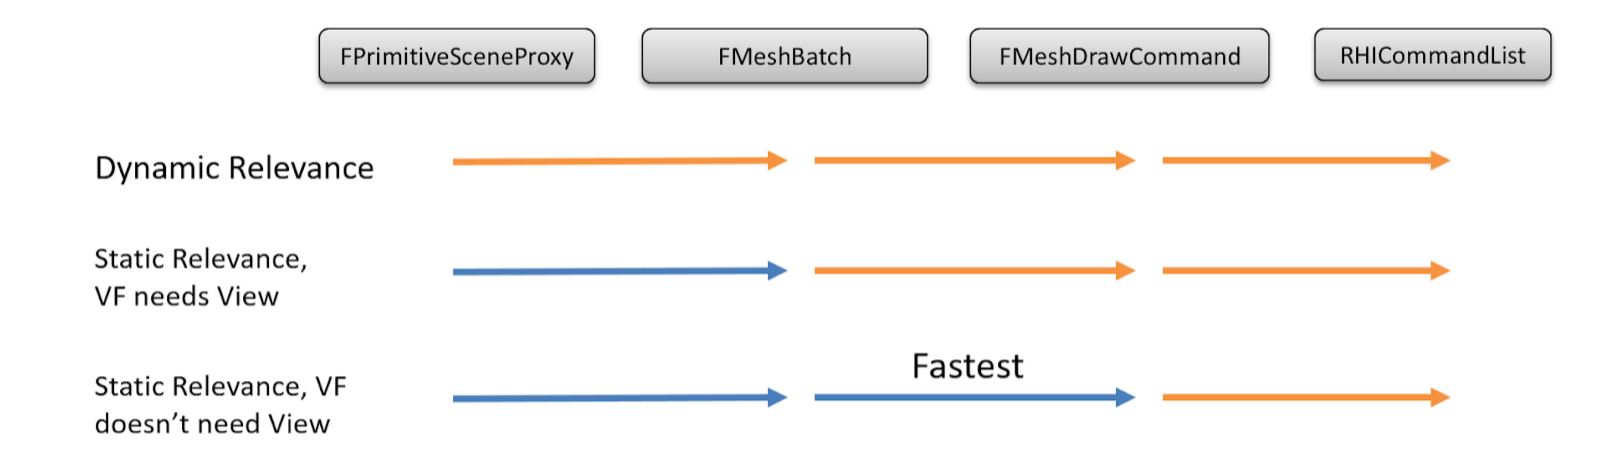 FPrimitiveSceneProxy
FMeshBatch
FMeshDrawCommand
RHICommandList
Dynamic Relevance
Static Relevance,
VF needs View
Fastest
Static Relevance, VF
doesn’t need View